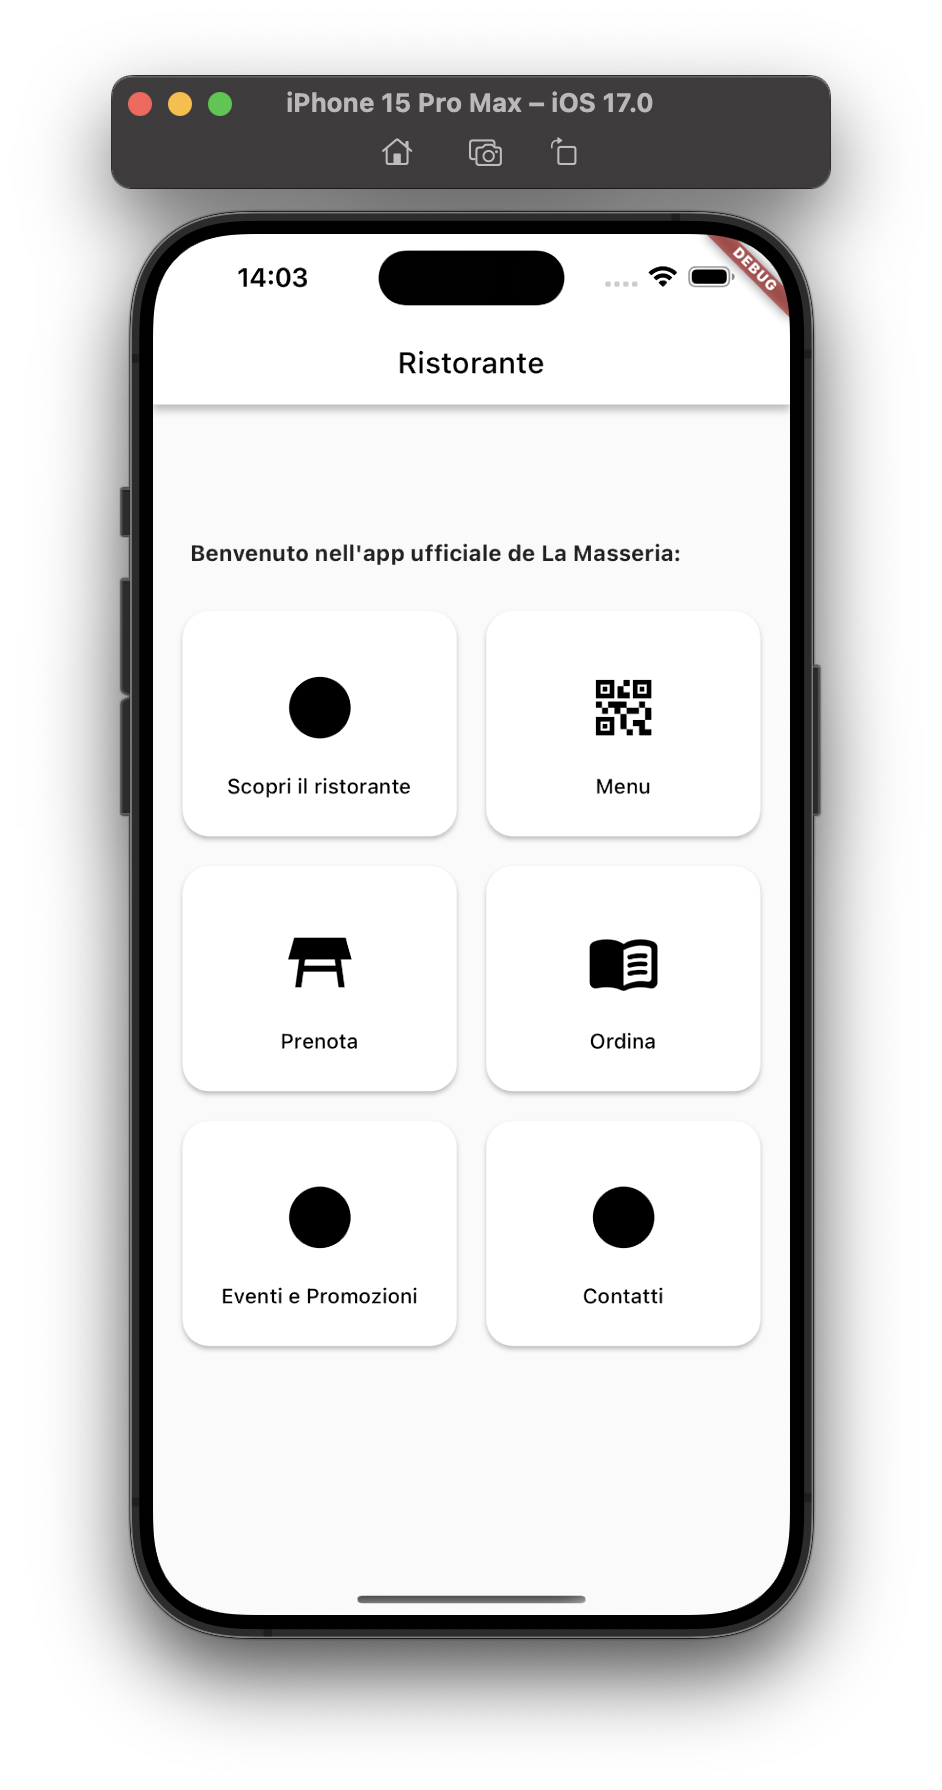 iPhone 15 Pro Max – iOS 17.0
14:03
DEBUG
Ristorante
Benvenuto nell'app ufficiale de La Masseria:
Scopri il ristorante
Menu
Prenota
Ordina
Eventi e Promozioni
Contatti